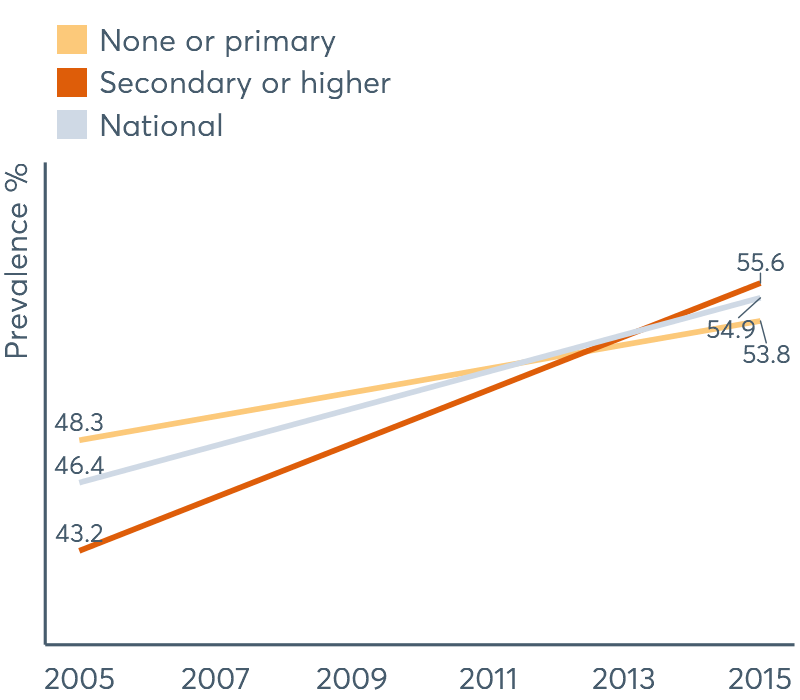 None or primary
Secondary or higher
National
Prevalence %
55.6
54.9
53.8
48.3
46.4
43.2
2005 2007 2009 2011 2013 2015